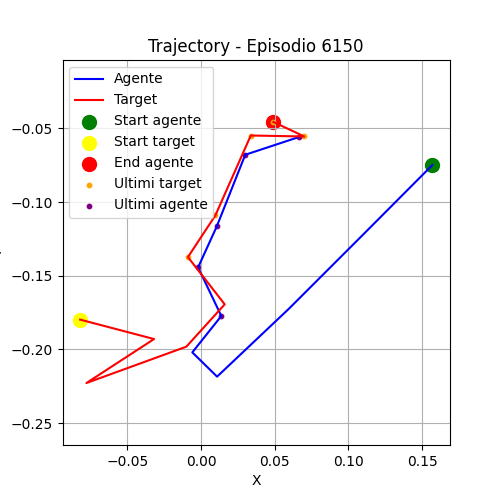 Trajectory - Episodio 6150
Agente
Target
Start agente
Start target
End agente
Ultimi target
Ultimi agente
−0.05
−0.10
−0.15
−0.20
−0.25
−0.05
0.00
0.05
0.10
0.15
X